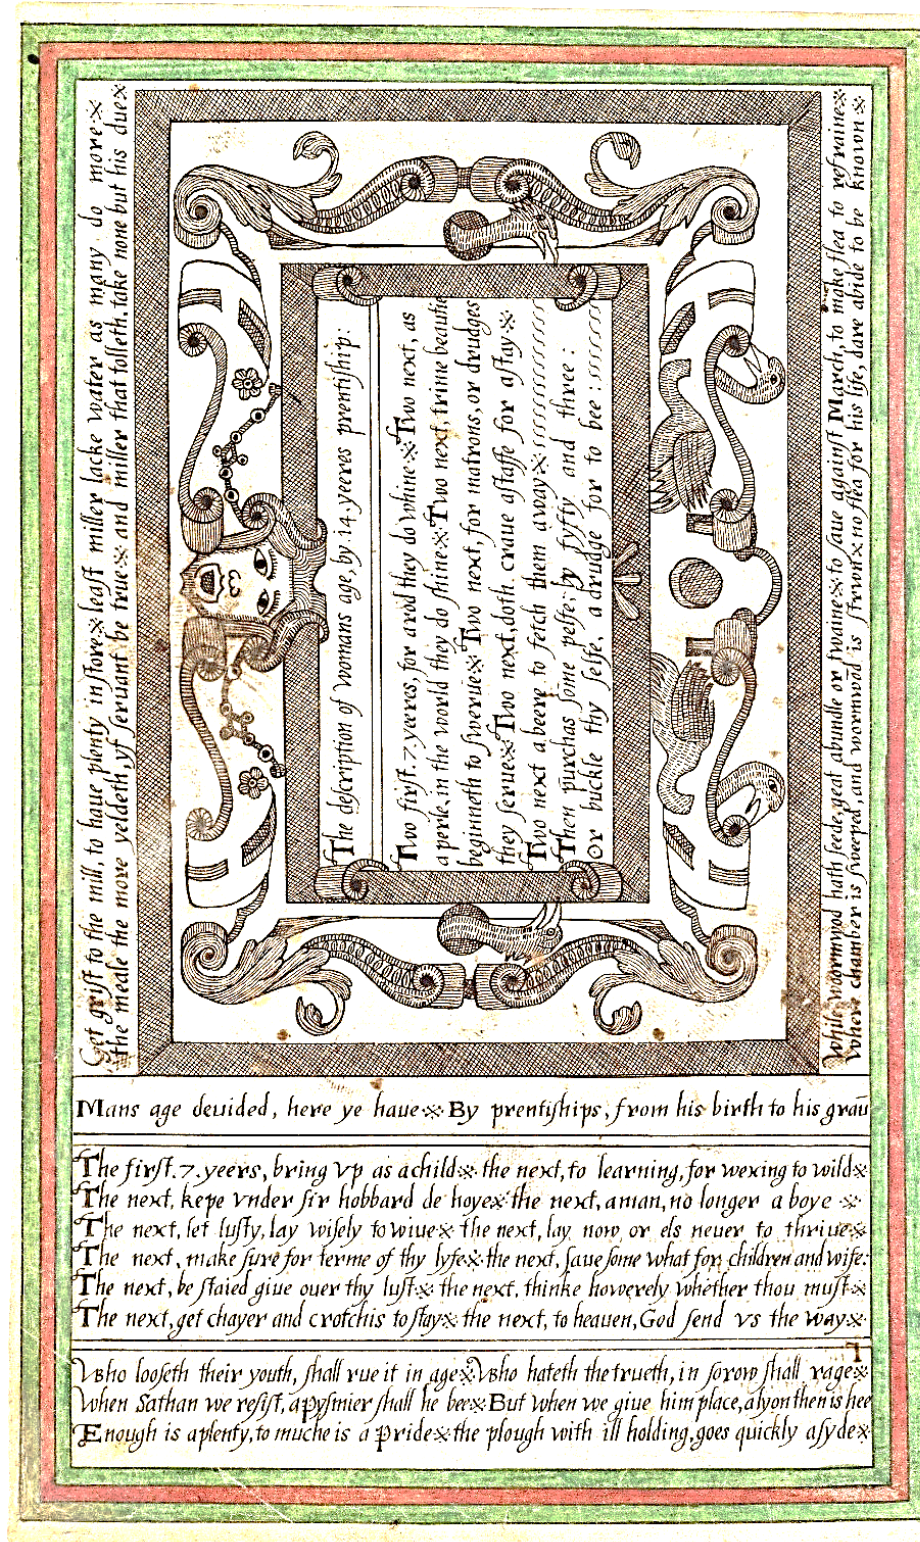 Get grist to the mill, to haue plenty in store※ least miller lacke water as many do more※
the meale the more yeldeth, yf seruant be true※ and miller that tolleth, take none but his due※
The description of womans age, by .14. yeeres prentiship:
Two first .7. yeeres, for a rod they do whine※ Two next, as
a perle, in the world they do shine※ Two next, trime beautie
beginneth to swerue※ Two next, for matrons, or drudges
they serue※ Two next, doth craue a staffe for a stay※
Two next a beere to fetch them away※
Then purchas some pelfe; by fyfty and three:
Or buckle thy selfe, a drudge for to bee:
While woormwod hath seede, geat a bundle or twaine※ to saue against March, to make flea to refraine※
where chamber is sweeped, and wormwod is strown※ no flea for his life, dare abide to be known※
Mans age deuided, here ye haue※ By prentiships, from his birth to his graũ
The first .7. yeers, bring vp as a child※ the next, to learning, for wexing to wild※
The next, kepe vnder sir hobbard de hoye※ the next, a man, no longer a boye※
The next, let lusty, lay wisely to wiue※ the next, lay now or els neuer to thriue※
The next, make sure for terme of thy lyfe※ the next, saue some what for children and wife:
The next, be staied giue ouer thy lust※ the next, thinke howerely whether thou must※
The next, get chayer and crotchis to stay※ the next, to heauen, God send vs the way※
Who looseth their youth, shall rue it in age※ Who hateth the trueth, in sorow shall rage※
When Sathan we resist, a pysmier shall he bee※ But when we giue him place, a lyon then is hee
Enough is a plenty, to muche is a pride※ the plough with ill holding, goes quickly asyde※